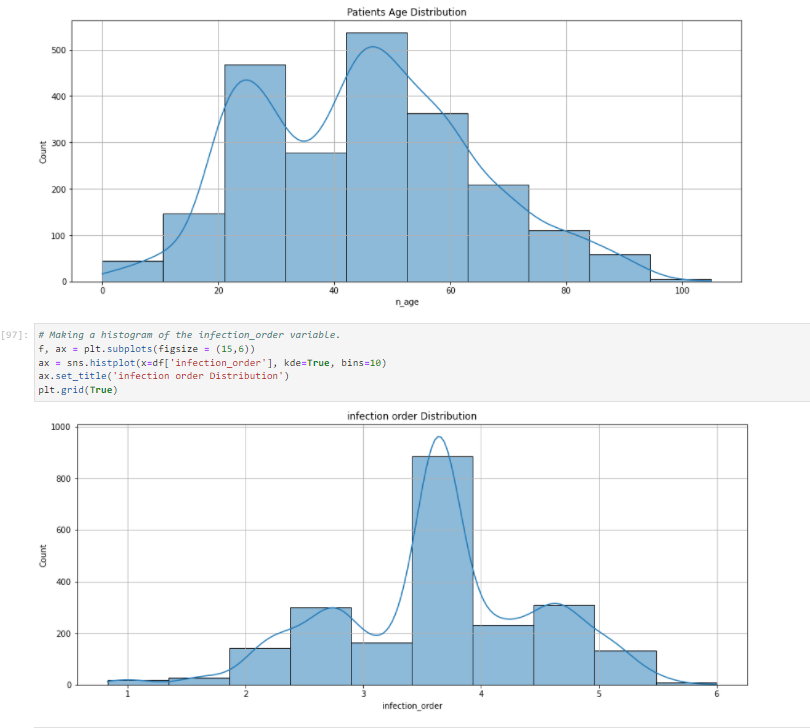 Patients Age Distribution
500
400
300
200
100
0
Count
0 20 40 60 80 100
n_age
[97]: # Making a histogram of the infection_order variable.
f, ax = plt.subplots(figsize = (15,6))
ax = sns.histplot(x=df['infection_order'], kde=True, bins=10)
ax.set_title('infection order Distribution')
plt.grid(True)
infection order Distribution
1000
800
600
400
200
0
Count
1 2 3 4 5 6
infection_order